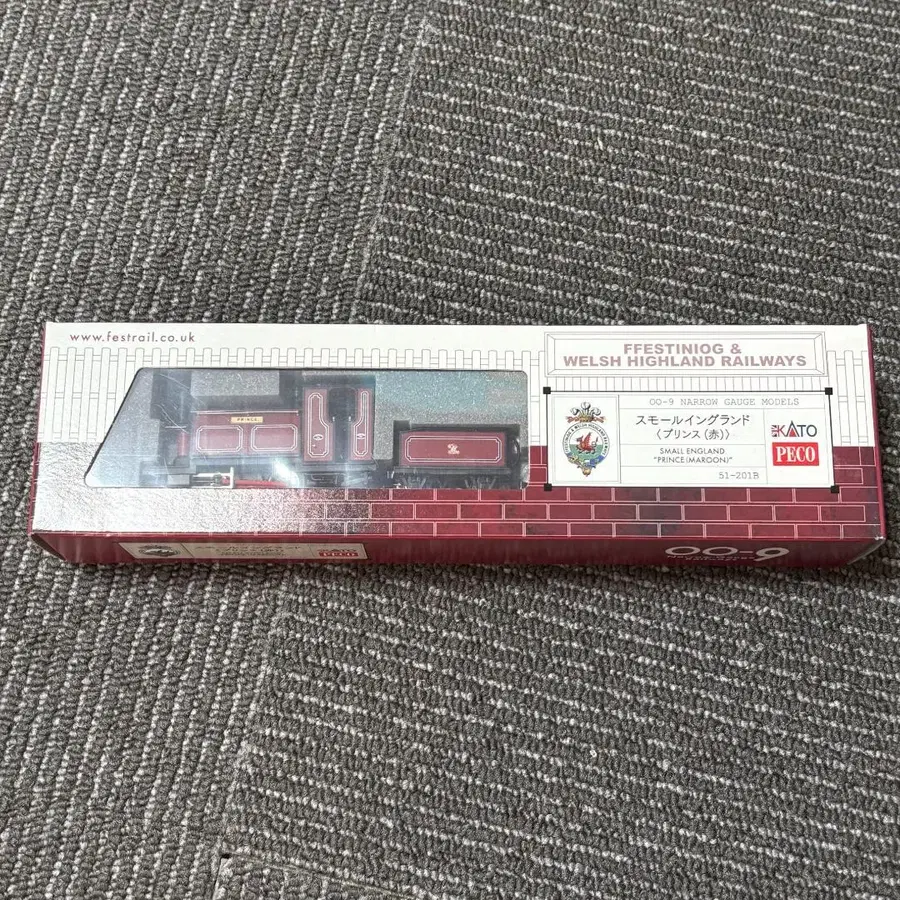 www.festrail.co.uk
FFESTINIOG &
WELSH HIGHLAND RAILWAYS
OO-9 NARROW GAUGE MODELS
スモールイングランド
〈プリンス(赤)〉
SMALL ENGLAND
"PRINCE(MAROON)"
51-201B
KATO
PECO
PRINCE
PECO
OO-9